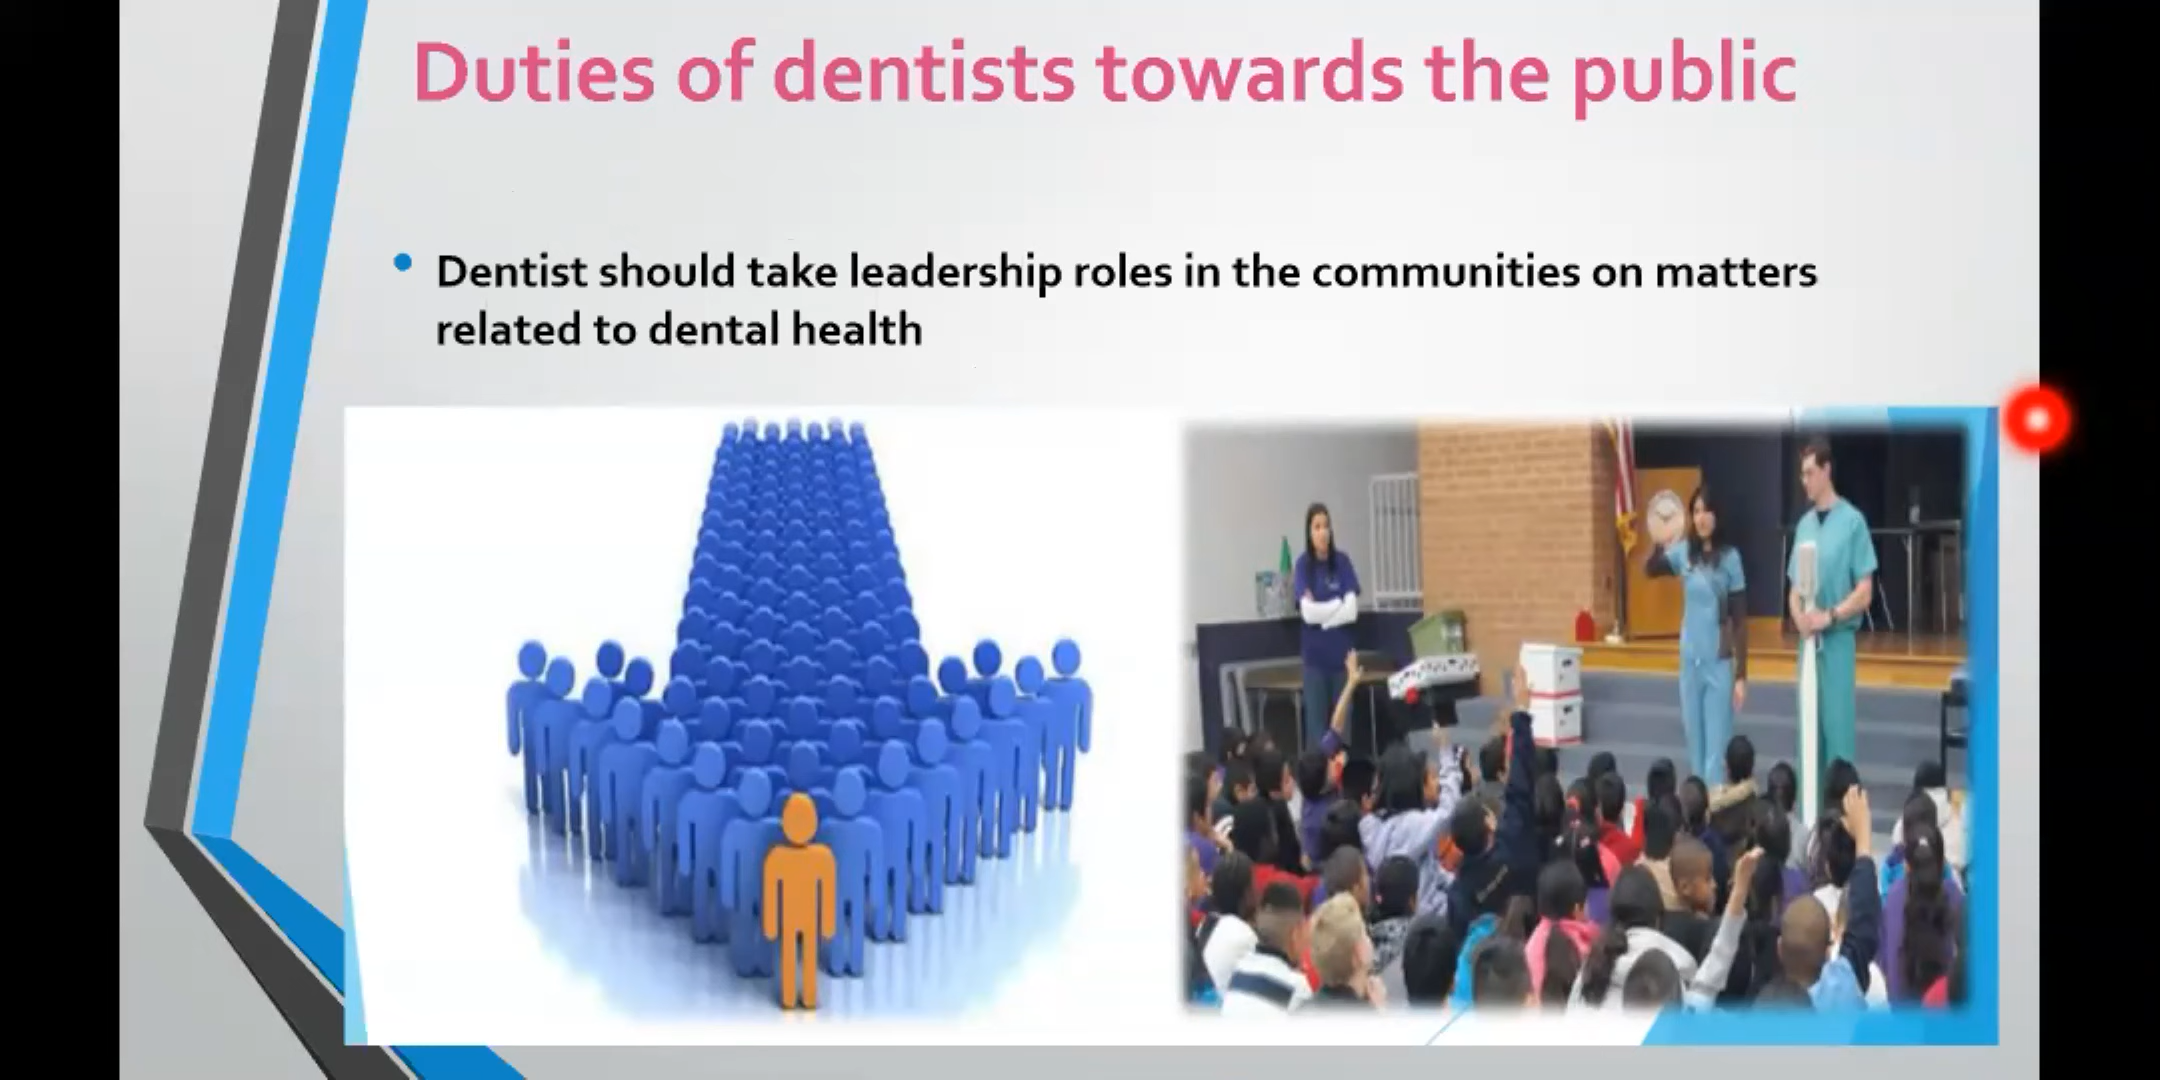 Duties of dentists towards the public
Dentist should take leadership roles in the communities on matters
related to dental health